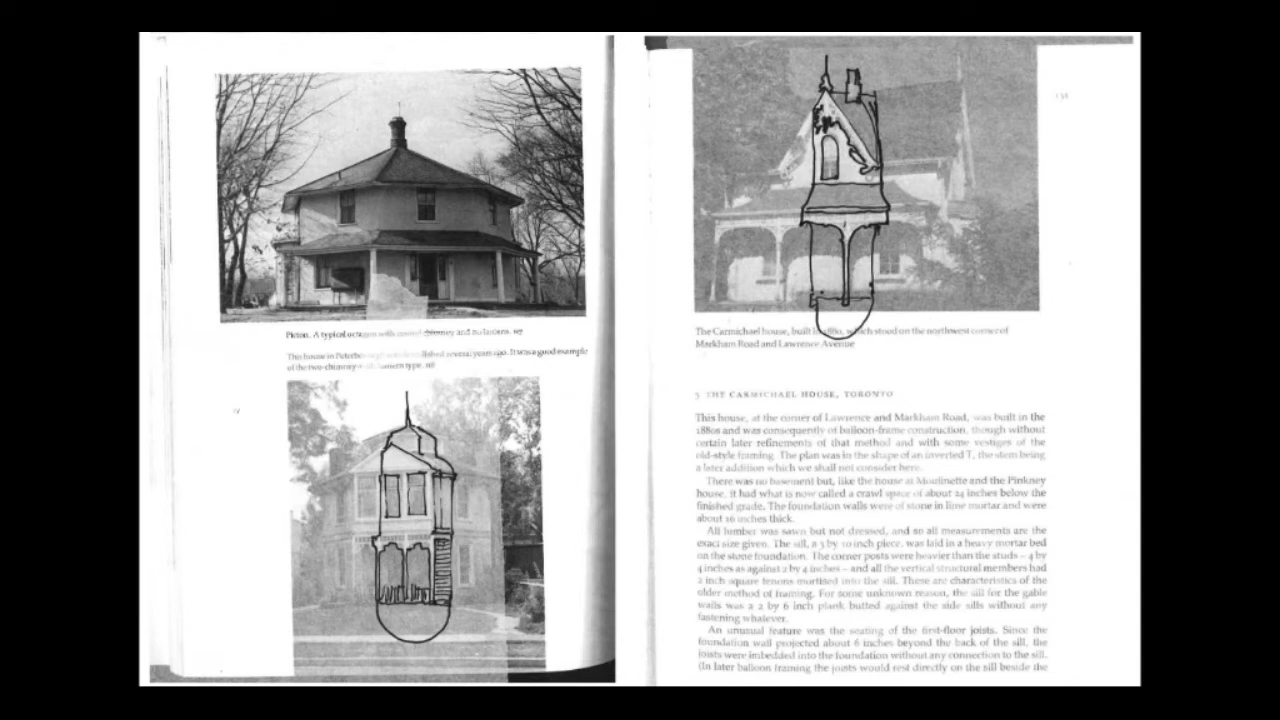 Picton. A typical octagon with central chimney and no lantern. 167
This house in demolished several years ago. It was a good example
of the two-chimney lantern type. 168
The Carmichael house, built in 1880, which stood on the northwest corner of
Markham Road and Lawrence Avenue
5 THE CARMICHAEL HOUSE, TORONTO
This house, at the corner of Lawrence and Markham Road, was built in the
1880s and was consequently of balloon-frame construction, though without
certain later refinements of that method and with some vestiges of the
old-style framing. The plan was in the shape of an inverted T, the stem being
a later addition which we shall not consider here.
There was no basement but, like the house at Moulinette and the Pinkney
house, it had what is now called a crawl space of about 24 inches below the
finished grade. The foundation walls were of stone in lime mortar and were
about 16 inches thick.
All lumber was sawn but not dressed, and so all measurements are the
exact size given. The sill, a 3 by 10 inch piece, was laid in a heavy mortar bed
on the stone foundation. The corner posts were heavier than the studs – 4 by
4 inches as against 2 by 4 inches – and all the vertical structural members had
2 inch square tenons mortised into the sill. These are characteristics of the
older method of framing. For some unknown reason, the sill for the gable
walls was a 2 by 6 inch plank butted against the side sills without any
fastening whatever.
An unusual feature was the seating of the first-floor joists. Since the
foundation wall projected about 6 inches beyond the back of the sill, the
joists were imbedded into the foundation without any connection to the sill.
(In later balloon framing the joists would rest directly on the sill beside the